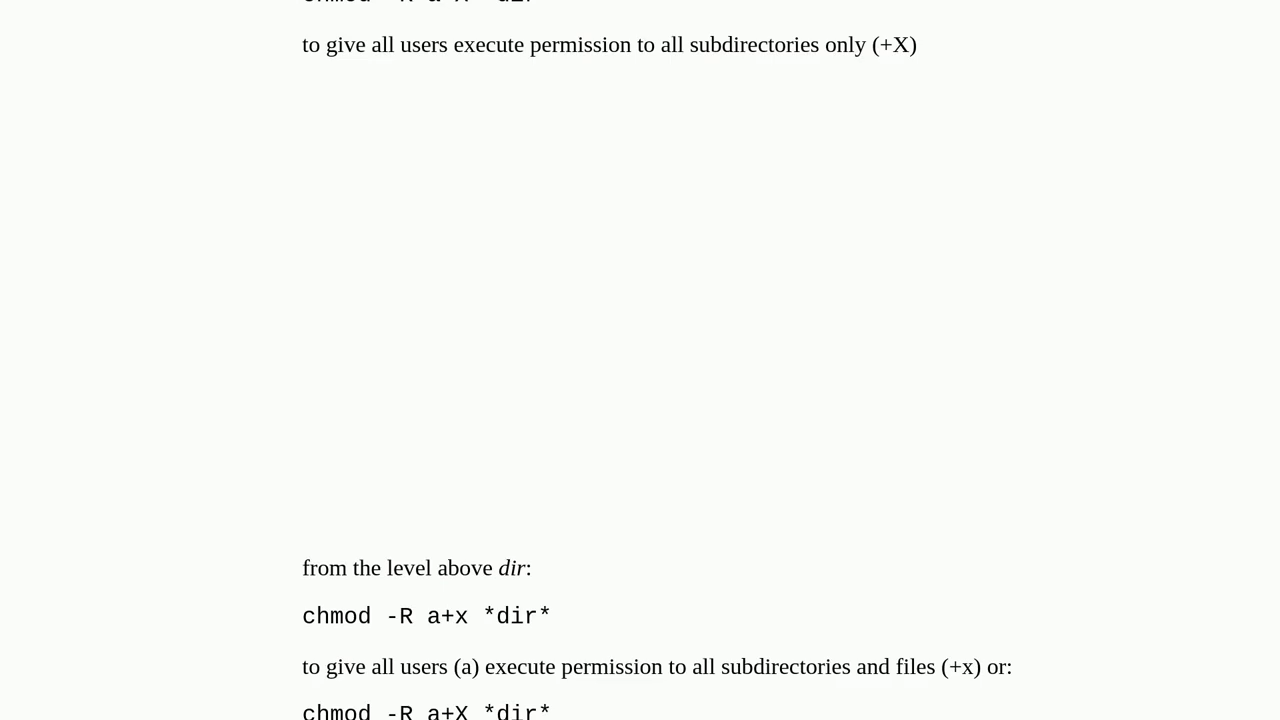 to give all users execute permission to all subdirectories only (+X)
from the level above dir:
chmod -R a+x *dir*
to give all users (a) execute permission to all subdirectories and files (+x) or:
chmod -R a+X *dir*